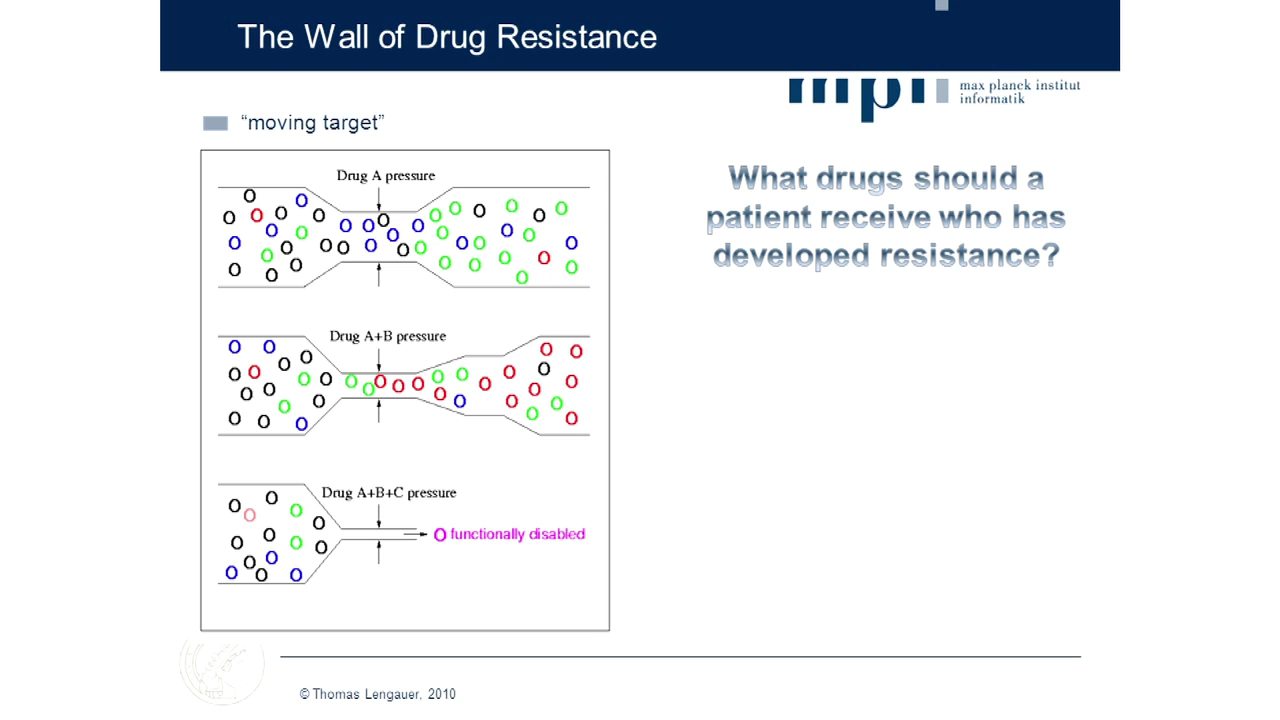 The Wall of Drug Resistance
max planck institut
informatik
“moving target”
Drug A pressure
What drugs should a
patient receive who has
developed resistance?
Drug A+B pressure
Drug A+B+C pressure
O functionally disabled
© Thomas Lengauer, 2010